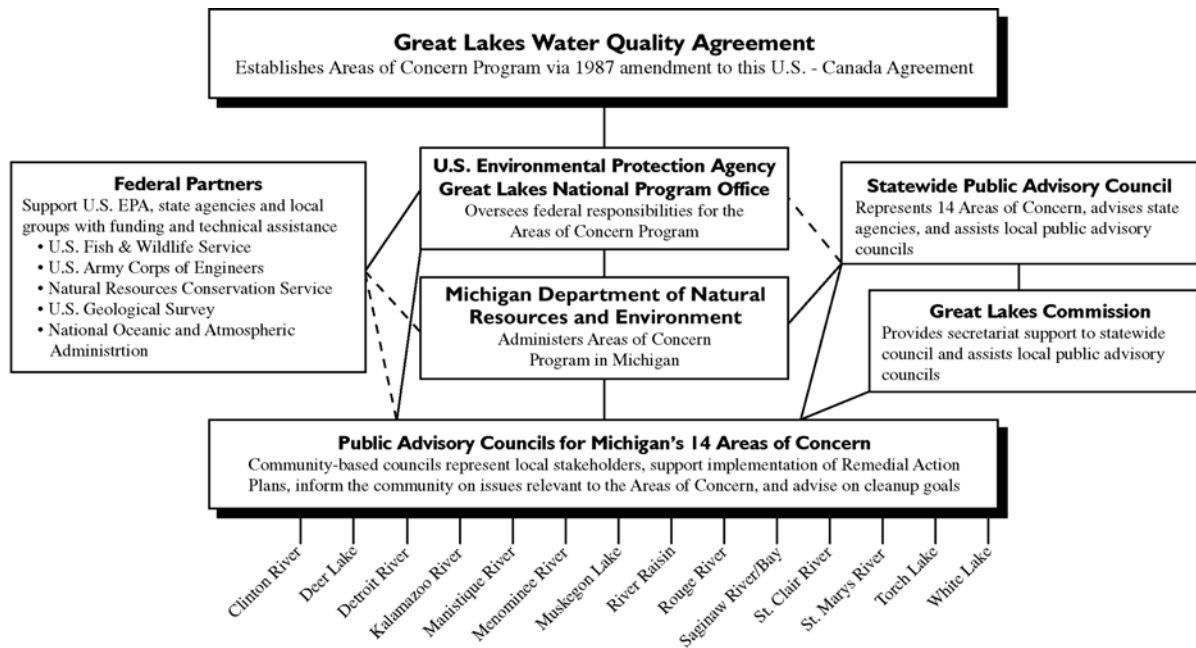 Great Lakes Water Quality Agreement
Establishes Areas of Concern Program via 1987 amendment to this U.S. - Canada Agreement
Federal Partners
Support U.S. EPA, state agencies and local
groups with funding and technical assistance
• U.S. Fish & Wildlife Service
• U.S. Army Corps of Engineers
• Natural Resources Conservation Service
• U.S. Geological Survey
• National Oceanic and Atmospheric
Administrtion
U.S. Environmental Protection Agency
Great Lakes National Program Office
Oversees federal responsibilities for the
Areas of Concern Program
Michigan Department of Natural
Resources and Environment
Administers Areas of Concern
Program in Michigan
Statewide Public Advisory Council
Represents 14 Areas of Concern, advises state
agencies, and assists local public advisory
councils
Great Lakes Commission
Provides secretariat support to statewide
council and assists local public advisory
councils
Public Advisory Councils for Michigan's 14 Areas of Concern
Community-based councils represent local stakeholders, support implementation of Remedial Action
Plans, inform the community on issues relevant to the Areas of Concern, and advise on cleanup goals
Clinton River
Deer Lake
Detroit River
Kalamazoo River
Manistique River
Menominee River
Muskegon Lake
River Raisin
Rouge River
Saginaw River/Bay
St. Clair River
St. Marys River
Torch Lake
White Lake